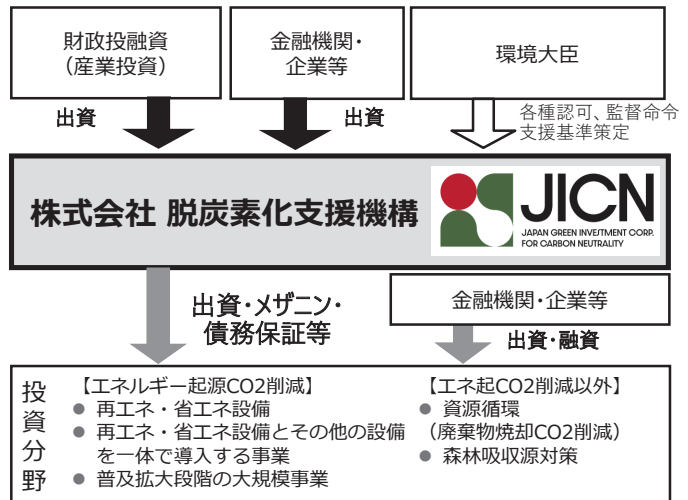 財政投融資
（産業投資）
金融機関・
企業等
環境大臣
出資
出資
各種認可、監督命令
支援基準策定
株式会社 脱炭素化支援機構
JICN
JAPAN GREEN INVESTMENT CORP.
FOR CARBON NEUTRALITY
出資・メザニン・
債務保証等
金融機関・企業等
出資・融資
投資分野
【エネルギー起源CO2削減】
● 再エネ・省エネ設備
● 再エネ・省エネ設備とその他の設備
を一体で導入する事業
● 普及拡大段階の大規模事業
【エネ起CO2削減以外】
● 資源循環
（廃棄物焼却CO2削減）
● 森林吸収源対策